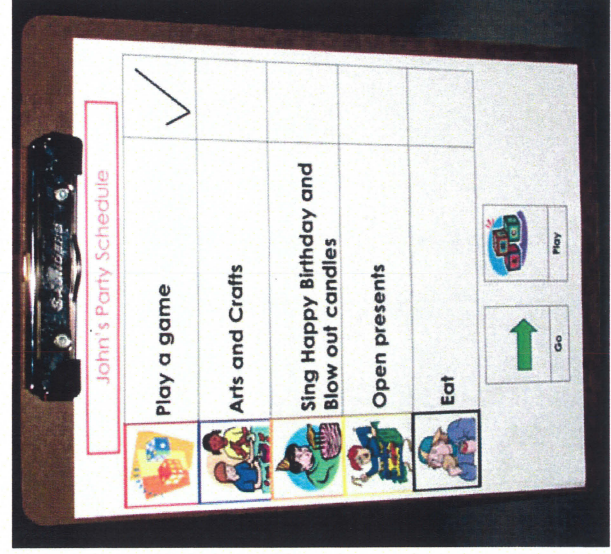 SAUNDERS
John's Party Schedule
Play a game
Arts and Crafts
Sing Happy Birthday and
Blow out candles
Open presents
Eat
Go
Play